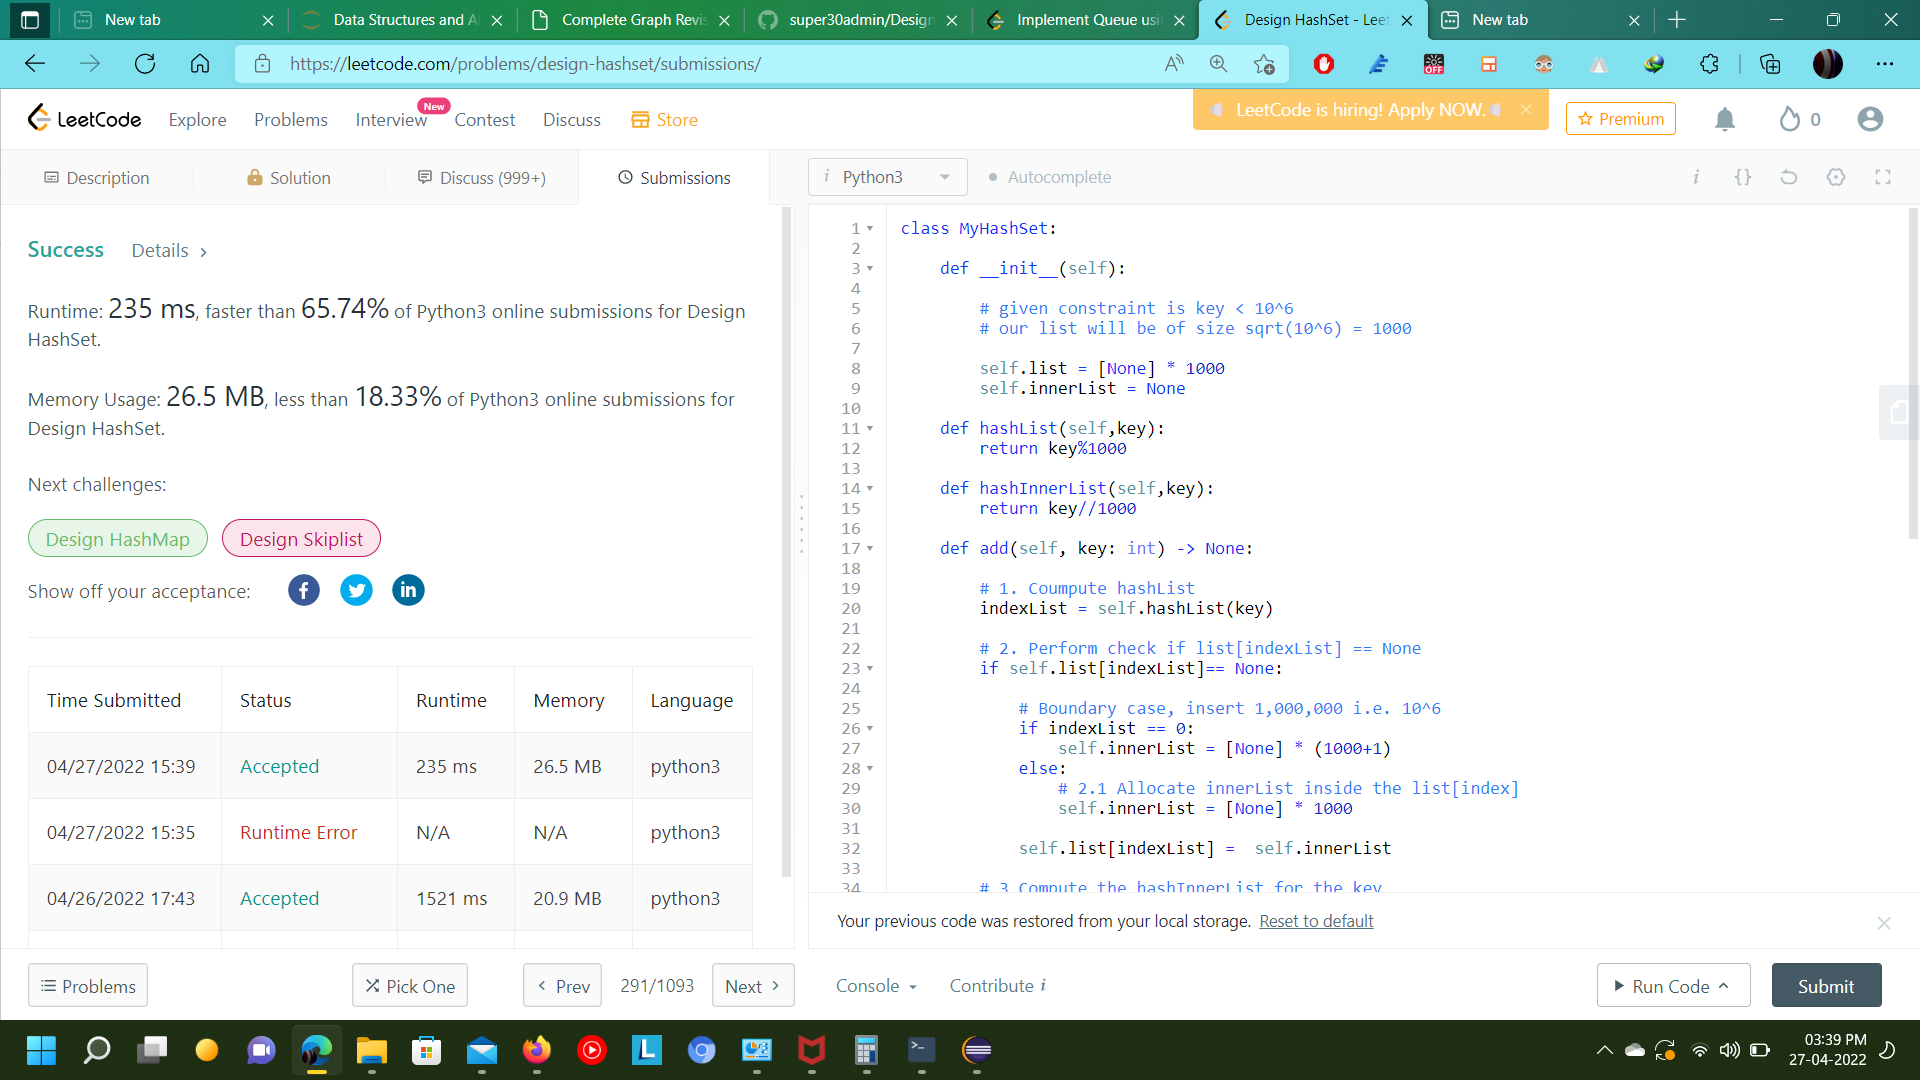 New tab
Data Structures and Al
Complete Graph Revis
super30admin/Design
Implement Queue usi
Design HashSet - Leet
New tab
https://leetcode.com/problems/design-hashset/submissions/
OFF
LeetCode
Explore
Problems
Interview
New
Contest
Discuss
Store
LeetCode is hiring! Apply NOW.
Premium
0
Description
Solution
Discuss (999+)
Submissions
i Python3
Autocomplete
i
{}
Success
Details
Runtime: 235 ms, faster than 65.74% of Python3 online submissions for Design
HashSet.
Memory Usage: 26.5 MB, less than 18.33% of Python3 online submissions for
Design HashSet.
Next challenges:
Design HashMap
Design Skiplist
Show off your acceptance:
Time Submitted Status Runtime Memory Language
04/27/2022 15:39 Accepted 235 ms 26.5 MB python3
04/27/2022 15:35 Runtime Error N/A N/A python3
04/26/2022 17:43 Accepted 1521 ms 20.9 MB python3
1 class MyHashSet:
2
3 def __init__(self):
4
5 # given constraint is key < 10^6
6 # our list will be of size sqrt(10^6) = 1000
7
8 self.list = [None] * 1000
9 self.innerList = None
10
11 def hashList(self,key):
12 return key%1000
13
14 def hashInnerList(self,key):
15 return key//1000
16
17 def add(self, key: int) -> None:
18
19 # 1. Coumpute hashList
20 indexList = self.hashList(key)
21
22 # 2. Perform check if list[indexList] == None
23 if self.list[indexList]== None:
24
25 # Boundary case, insert 1,000,000 i.e. 10^6
26 if indexList == 0:
27 self.innerList = [None] * (1000+1)
28 else:
29 # 2.1 Allocate innerList inside the list[index]
30 self.innerList = [None] * 1000
31
32 self.list[indexList] =  self.innerList
33
34 # 3 Compute the hashInnerList for the key
Your previous code was restored from your local storage. Reset to default
Problems
Pick One
Prev
291/1093
Next
Console
Contribute i
Run Code
Submit
03:39 PM
27-04-2022